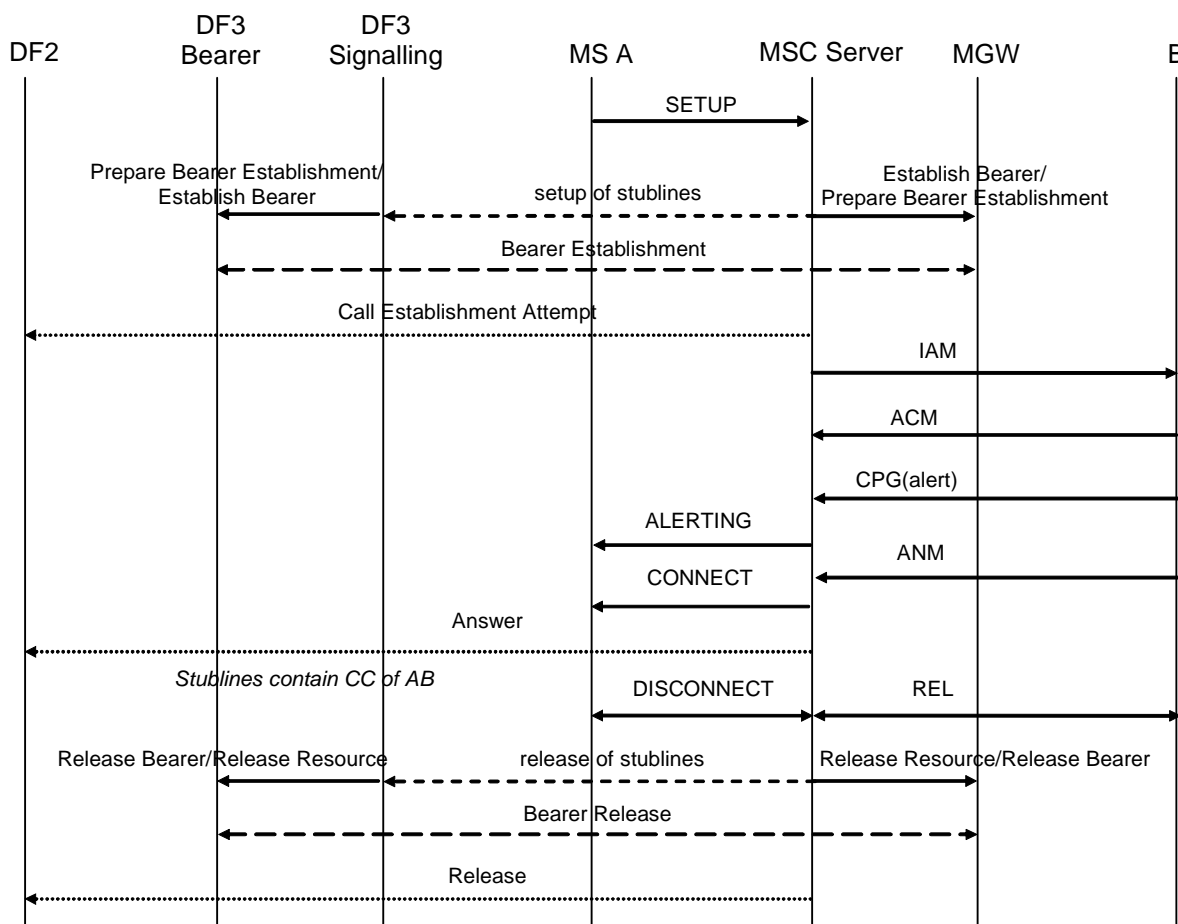 DF2
DF3
Bearer
DF3
Signalling
MS A
MSC Server
MGW
B
SETUP
Prepare Bearer Establishment/
Establish Bearer
setup of stublines
Establish Bearer/
Prepare Bearer Establishment
Bearer Establishment
Call Establishment Attempt
IAM
ACM
CPG(alert)
ALERTING
ANM
CONNECT
Answer
Stublines contain CC of AB
DISCONNECT
REL
Release Bearer/Release Resource
release of stublines
Release Resource/Release Bearer
Bearer Release
Release